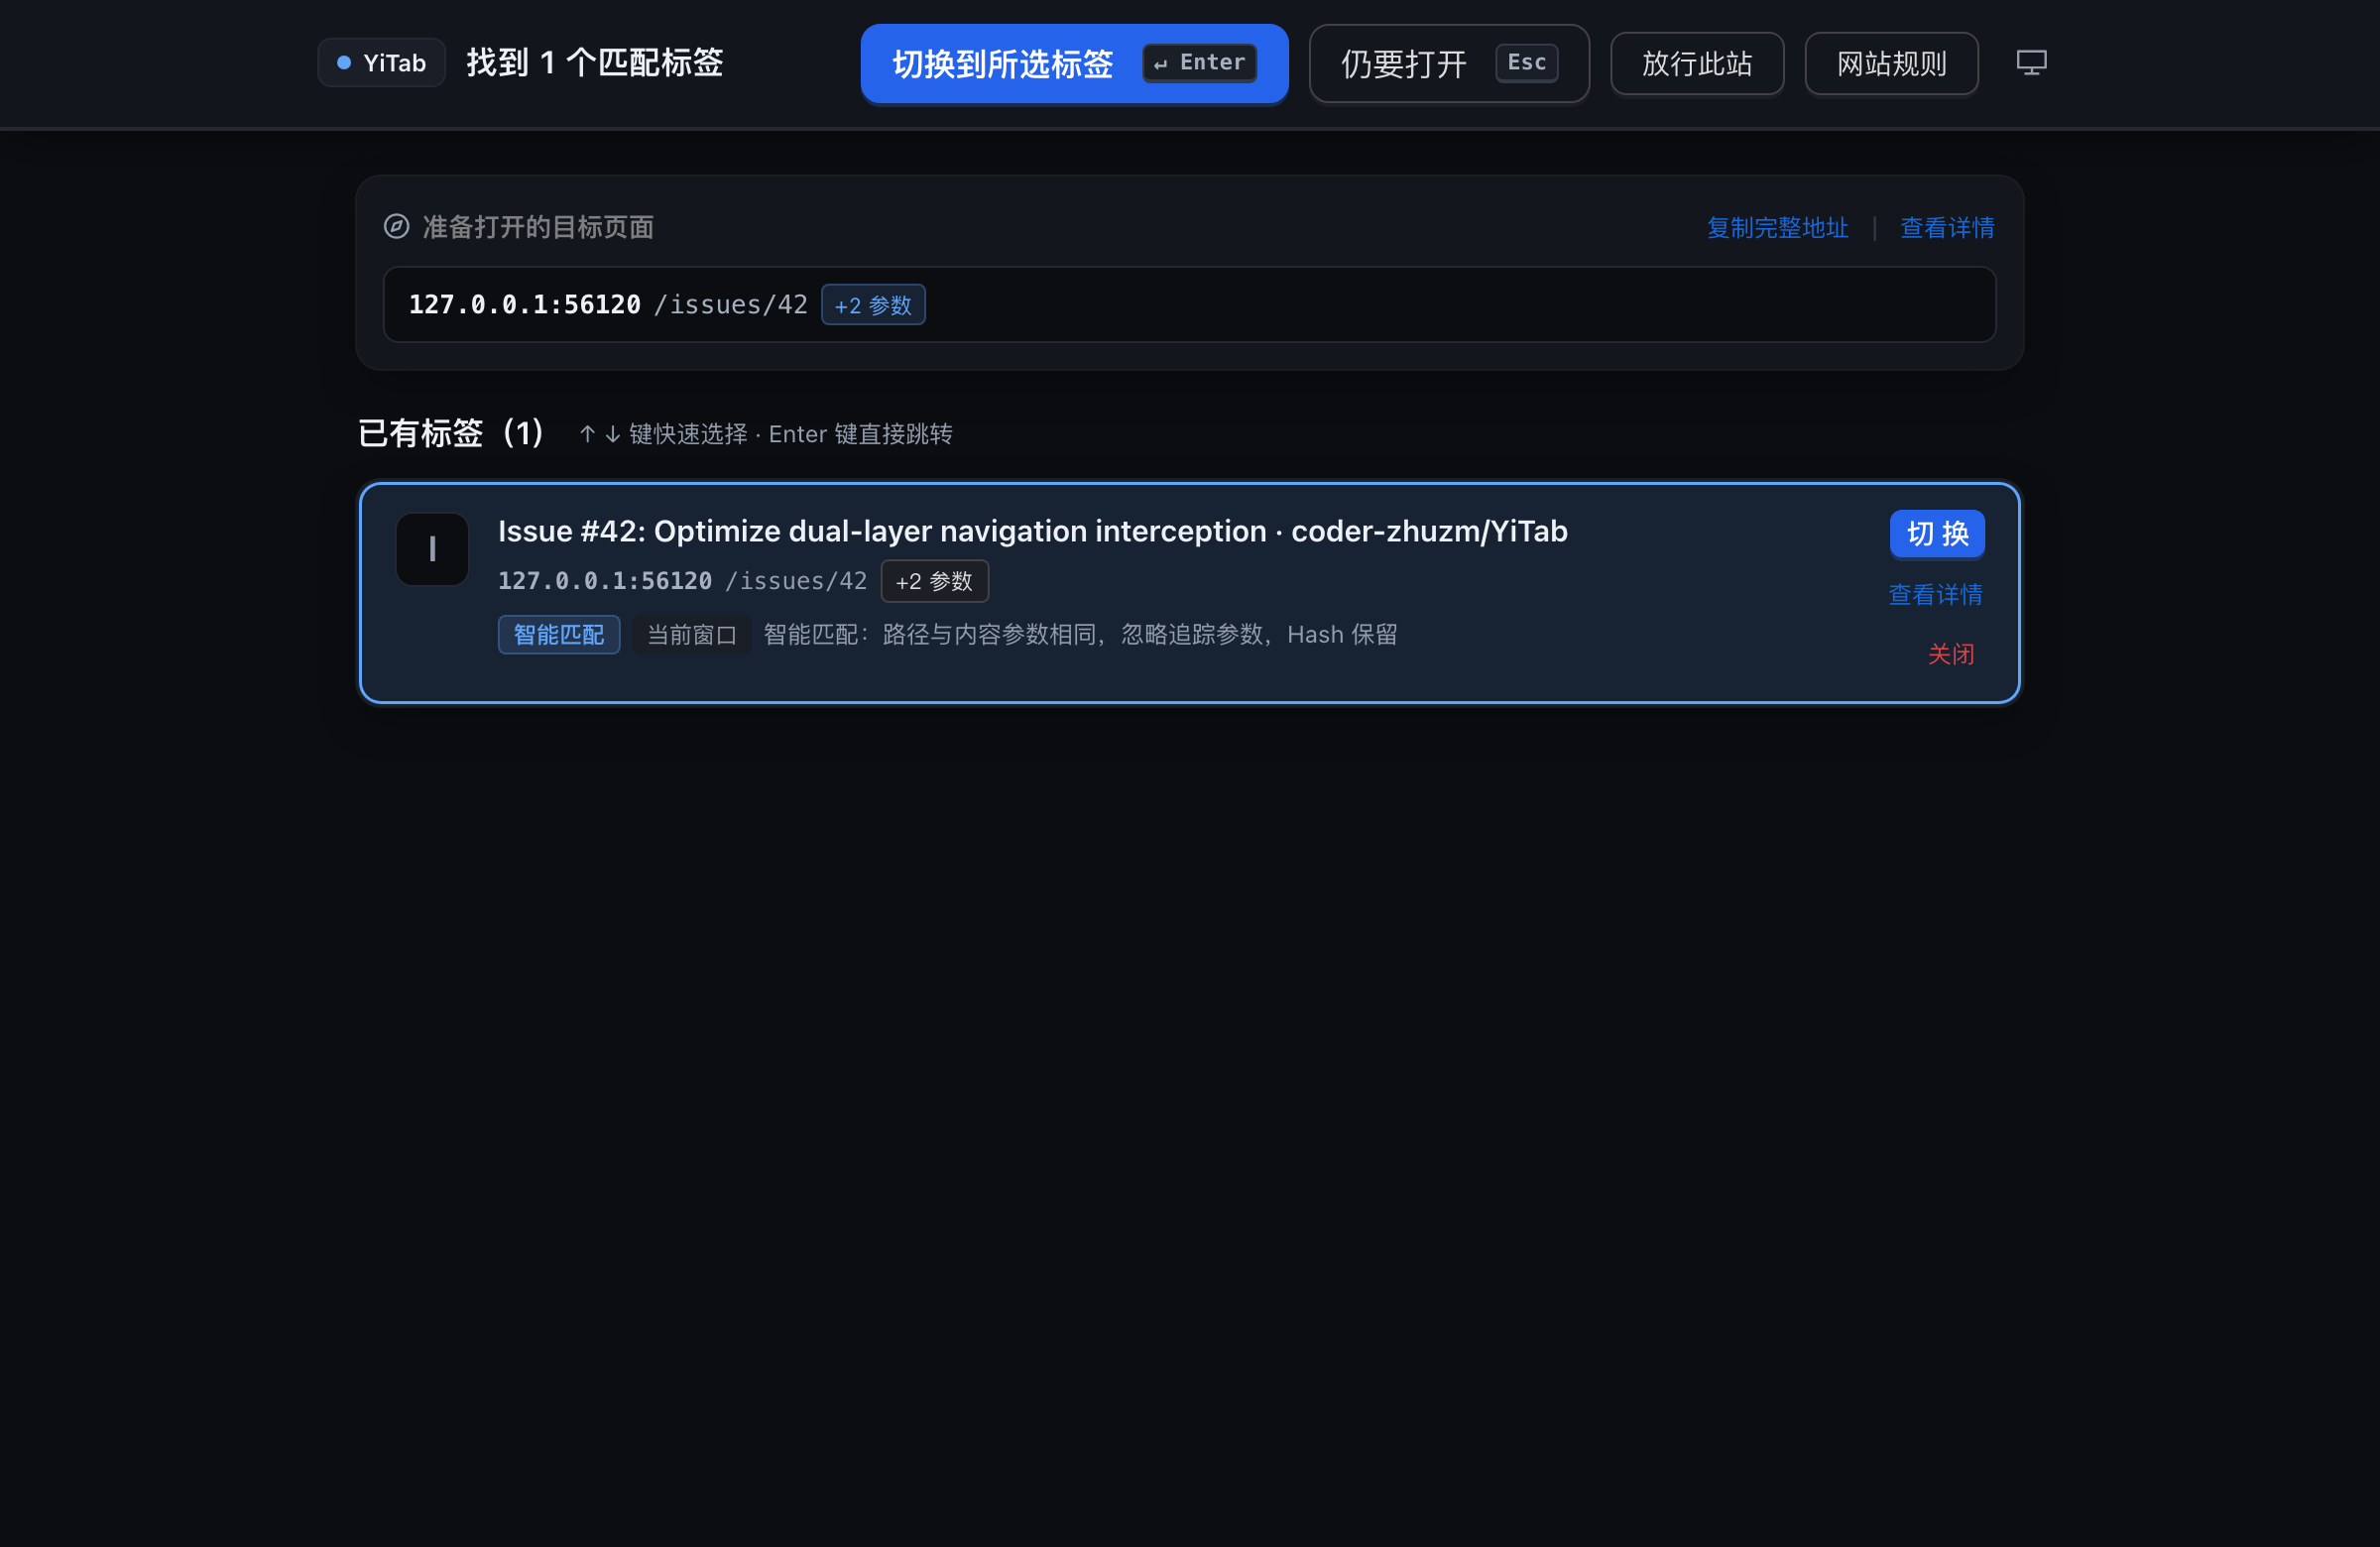 YiTab 找到 1 个匹配标签 切换到所选标签 ↵ Enter 仍要打开 Esc 放行此站 网站规则
准备打开的目标页面 复制完整地址 | 查看详情
127.0.0.1:56120 /issues/42 +2 参数
已有标签（1） ↑ ↓ 键快速选择 · Enter 键直接跳转
I
Issue #42: Optimize dual-layer navigation interception · coder-zhuzm/YiTab 切 换
127.0.0.1:56120 /issues/42 +2 参数 查看详情
智能匹配 当前窗口 智能匹配：路径与内容参数相同，忽略追踪参数，Hash 保留
关闭